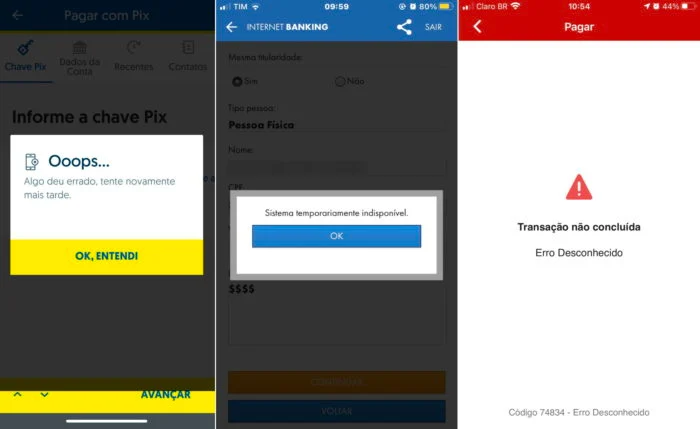 Pagar com Pix
Chave Pix
Dados da
Conta
Recentes
Contatos
Informe a chave Pix
Ooops...
Algo deu errado, tente novamente
mais tarde.
OK, ENTENDI
AVANÇAR
TIM
09:59
80%
INTERNET BANKING
SAIR
Mesma titularidade:
Sim
Não
Tipo pessoa:
Pessoa Física
Nome:
CPF
Sistema temporariamente indisponível.
OK
$$$$
CONTINUAR
VOLTAR
Claro BR
10:54
44%
Pagar
Transação não concluída
Erro Desconhecido
Código 74834 - Erro Desconhecido